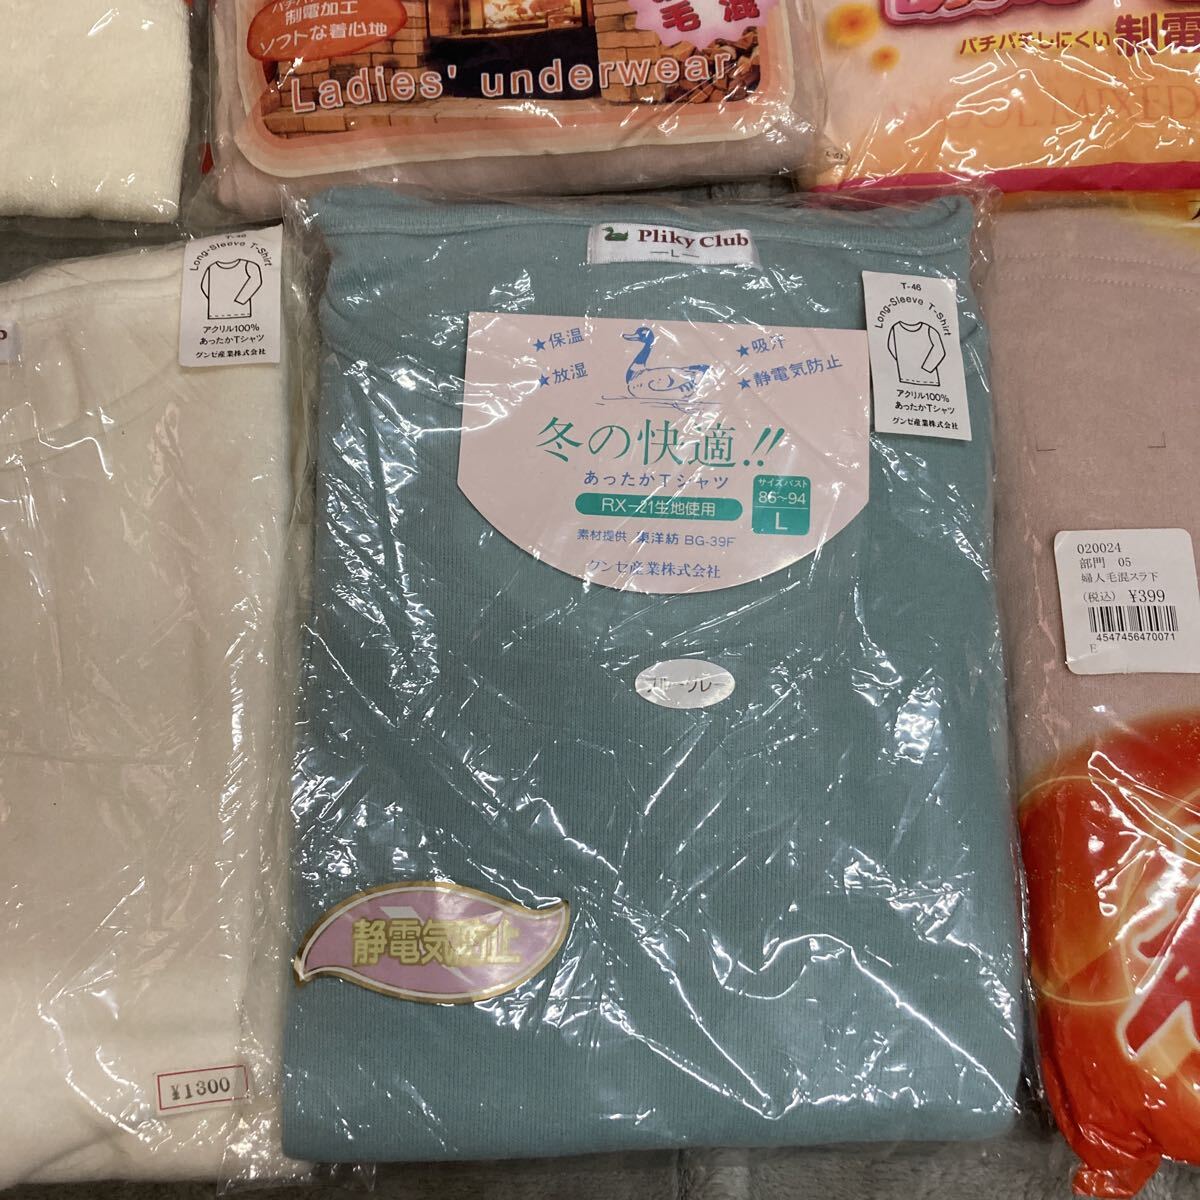 制電加工
ソフトな着心地
毛混
Ladies' underwear
パチパチしにくい制電
T-46
Long-Sleeve T-Shirt
アクリル100%
あったかTシャツ
グンゼ産業株式会社
¥1300
Pliky Club
L
★保温
★吸汗
★放湿
★静電気防止
冬の快適!!
あったかTシャツ
RX-21生地使用
サイズバスト
86~94
L
素材提供 東洋紡 BG-39F
グンゼ産業株式会社
T-46
Long-Sleeve T-Shirt
アクリル100%
あったかTシャツ
グンゼ産業株式会社
ブルーグレー
静電気防止
020024
部門 05
婦人毛混スラ下
(税込) ¥399
4547456470071
E